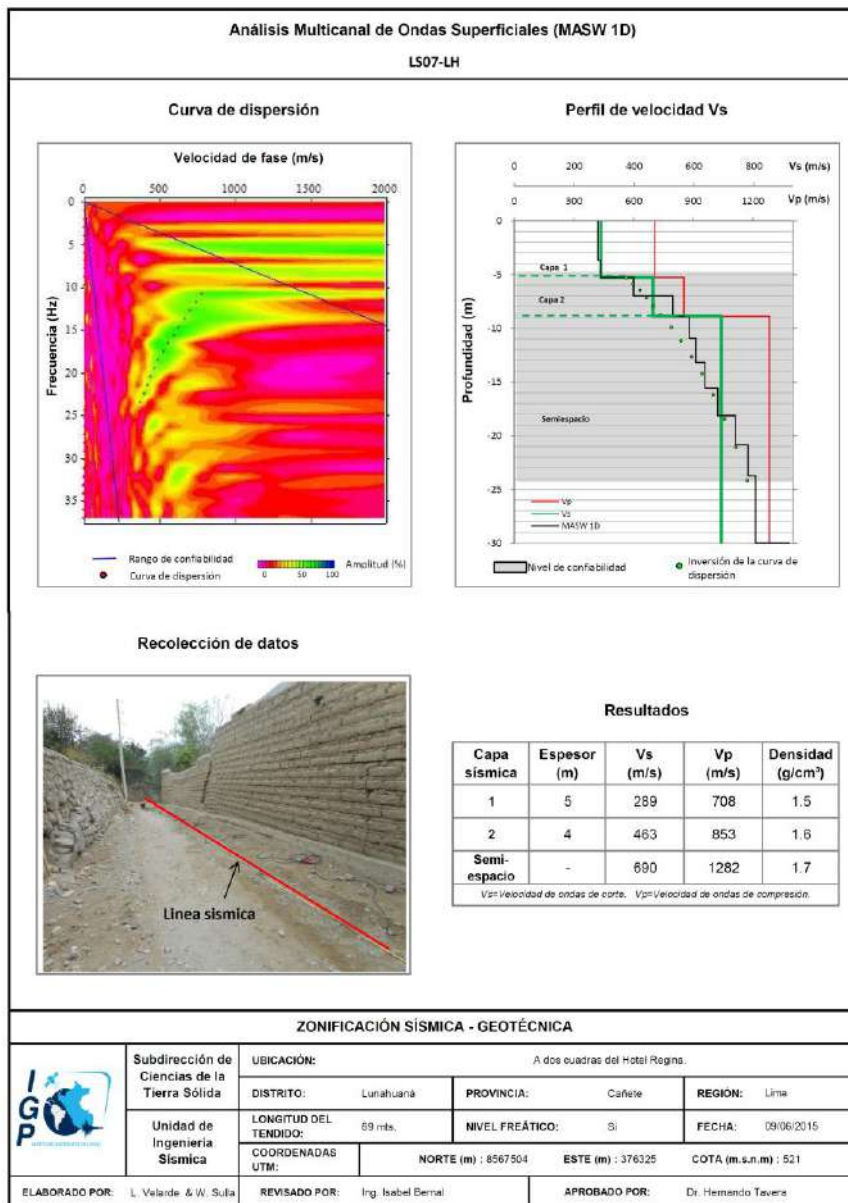 Análisis Multicanal de Ondas Superficiales (MASW 1D)
LS07-LH
Curva de dispersión
Velocidad de fase (m/s)
0 500 1000 1500 2000
Frecuencia (Hz)
0
5
10
15
20
25
30
35
Rango de confiabilidad
Curva de dispersión
0 50 100
Amplitud (%)
Perfil de velocidad Vs
0 200 400 600 800 Vs (m/s)
0 300 600 900 1200 Vp (m/s)
Profundidad (m)
-0
-5
-10
-15
-20
-25
-30
Capa 1
Capa 2
Semiespacio
Vp
Vs
MASW 1D
Nivel de confiabilidad
Inversión de la curva de
dispersión
Recolección de datos
Linea sismica
Resultados
Capa sísmica Espesor (m) Vs (m/s) Vp (m/s) Densidad (g/cm³)
1 5 289 708 1.5
2 4 463 853 1.6
Semi-espacio - 690 1282 1.7
Vs=Velocidad de ondas de corte. Vp=Velocidad de ondas de compresión.
ZONIFICACIÓN SÍSMICA - GEOTÉCNICA
IGP
Subdirección de
Ciencias de la
Tierra Sólida
Unidad de
Ingeniería
Sísmica
UBICACIÓN: A dos cuadras del Hotel Regina.
DISTRITO: Lunahuaná PROVINCIA: Cañete REGIÓN: Lima
LONGITUD DEL TENDIDO: 69 mts. NIVEL FREÁTICO: Si FECHA: 09/06/2015
COORDENADAS UTM: NORTE (m) : 8567504 ESTE (m) : 376325 COTA (m.s.n.m) : 521
ELABORADO POR: L. Velarde & W. Sulla REVISADO POR: Ing. Isabel Bernal APROBADO POR: Dr. Hernando Tavera